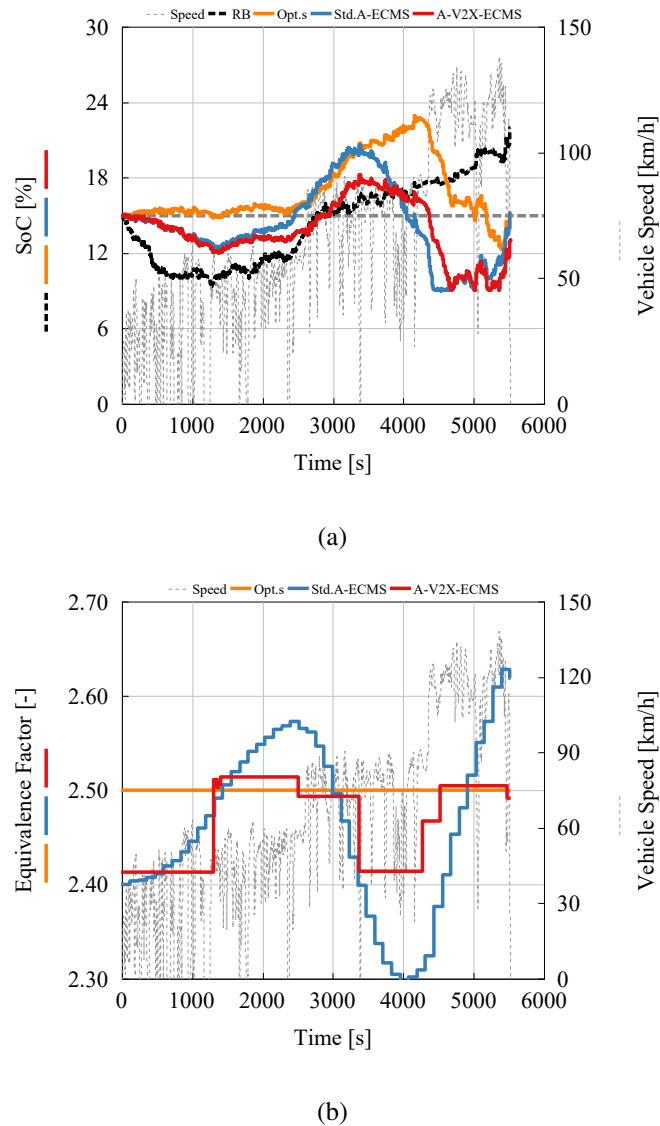 Speed RB Opt.s Std.A-ECMS A-V2X-ECMS
30 150
24
100
18
12
50
6
0 0
0 1000 2000 3000 4000 5000 6000
Time [s]
SoC [%]
Vehicle Speed [km/h]
(a)
Speed Opt.s Std.A-ECMS A-V2X-ECMS
2.70 150
120
2.60
90
2.50
60
2.40
30
2.30 0
0 1000 2000 3000 4000 5000 6000
Time [s]
Equivalence Factor [-]
Vehicle Speed [km/h]
(b)